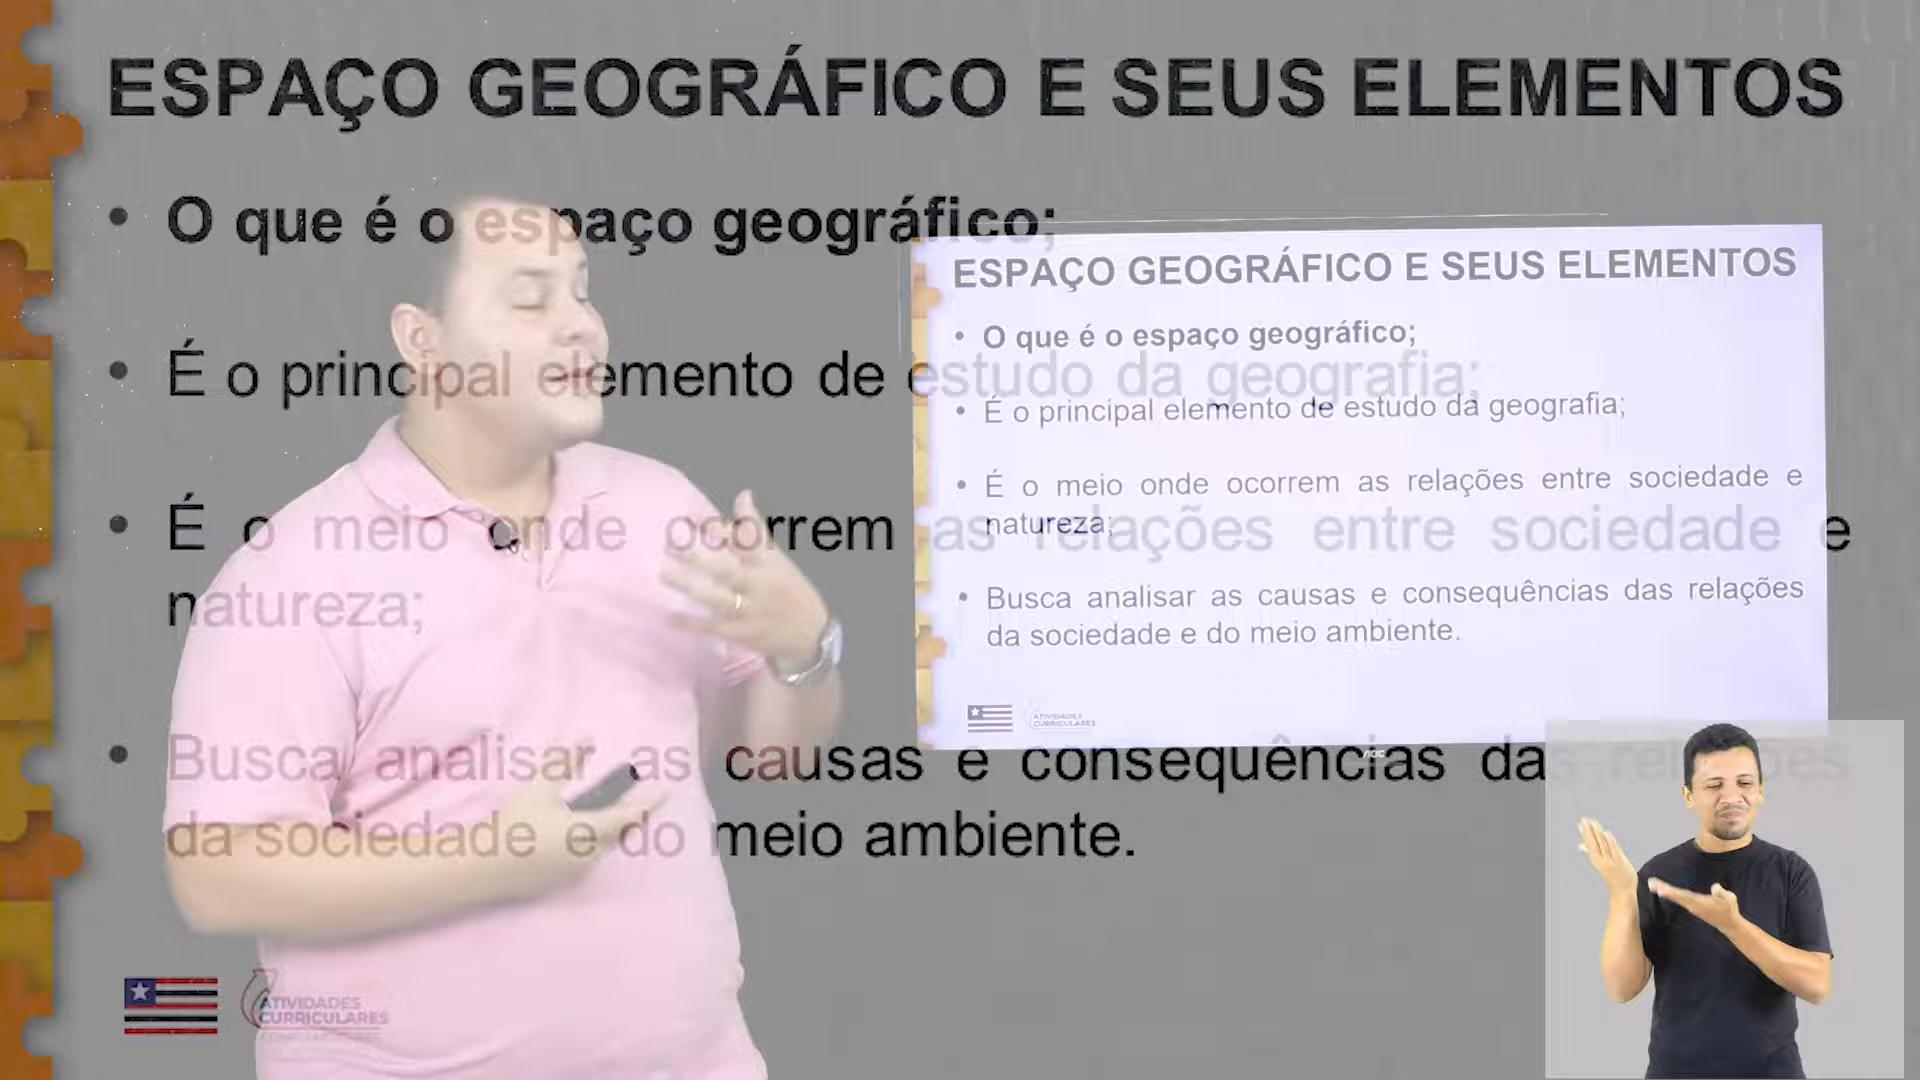 ESPAÇO GEOGRÁFICO E SEUS ELEMENTOS
• O que é o espaço geográfico;
• É o principal elemento de estudo da geografia;
• É o meio onde ocorrem as relações entre sociedade e
natureza;
• Busca analisar as causas e consequências das relações
da sociedade e do meio ambiente.
ATIVIDADES
CURRICULARES
ESPAÇO GEOGRÁFICO E SEUS ELEMENTOS
• O que é o espaço geográfico;
• É o principal elemento de estudo da geografia;
• É o meio onde ocorrem as relações entre sociedade e
natureza;
• Busca analisar as causas e consequências das relações
da sociedade e do meio ambiente.
ATIVIDADES
CURRICULARES
AOC